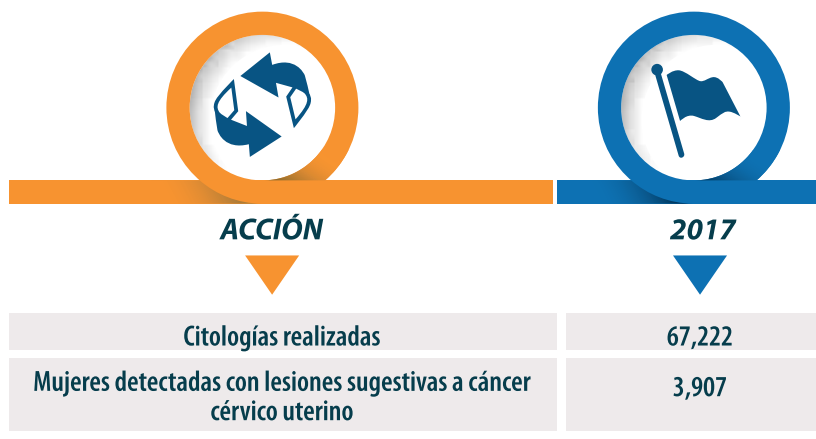 ACCIÓN
2017
Citologías realizadas
67,222
Mujeres detectadas con lesiones sugestivas a cáncer
cérvico uterino
3,907